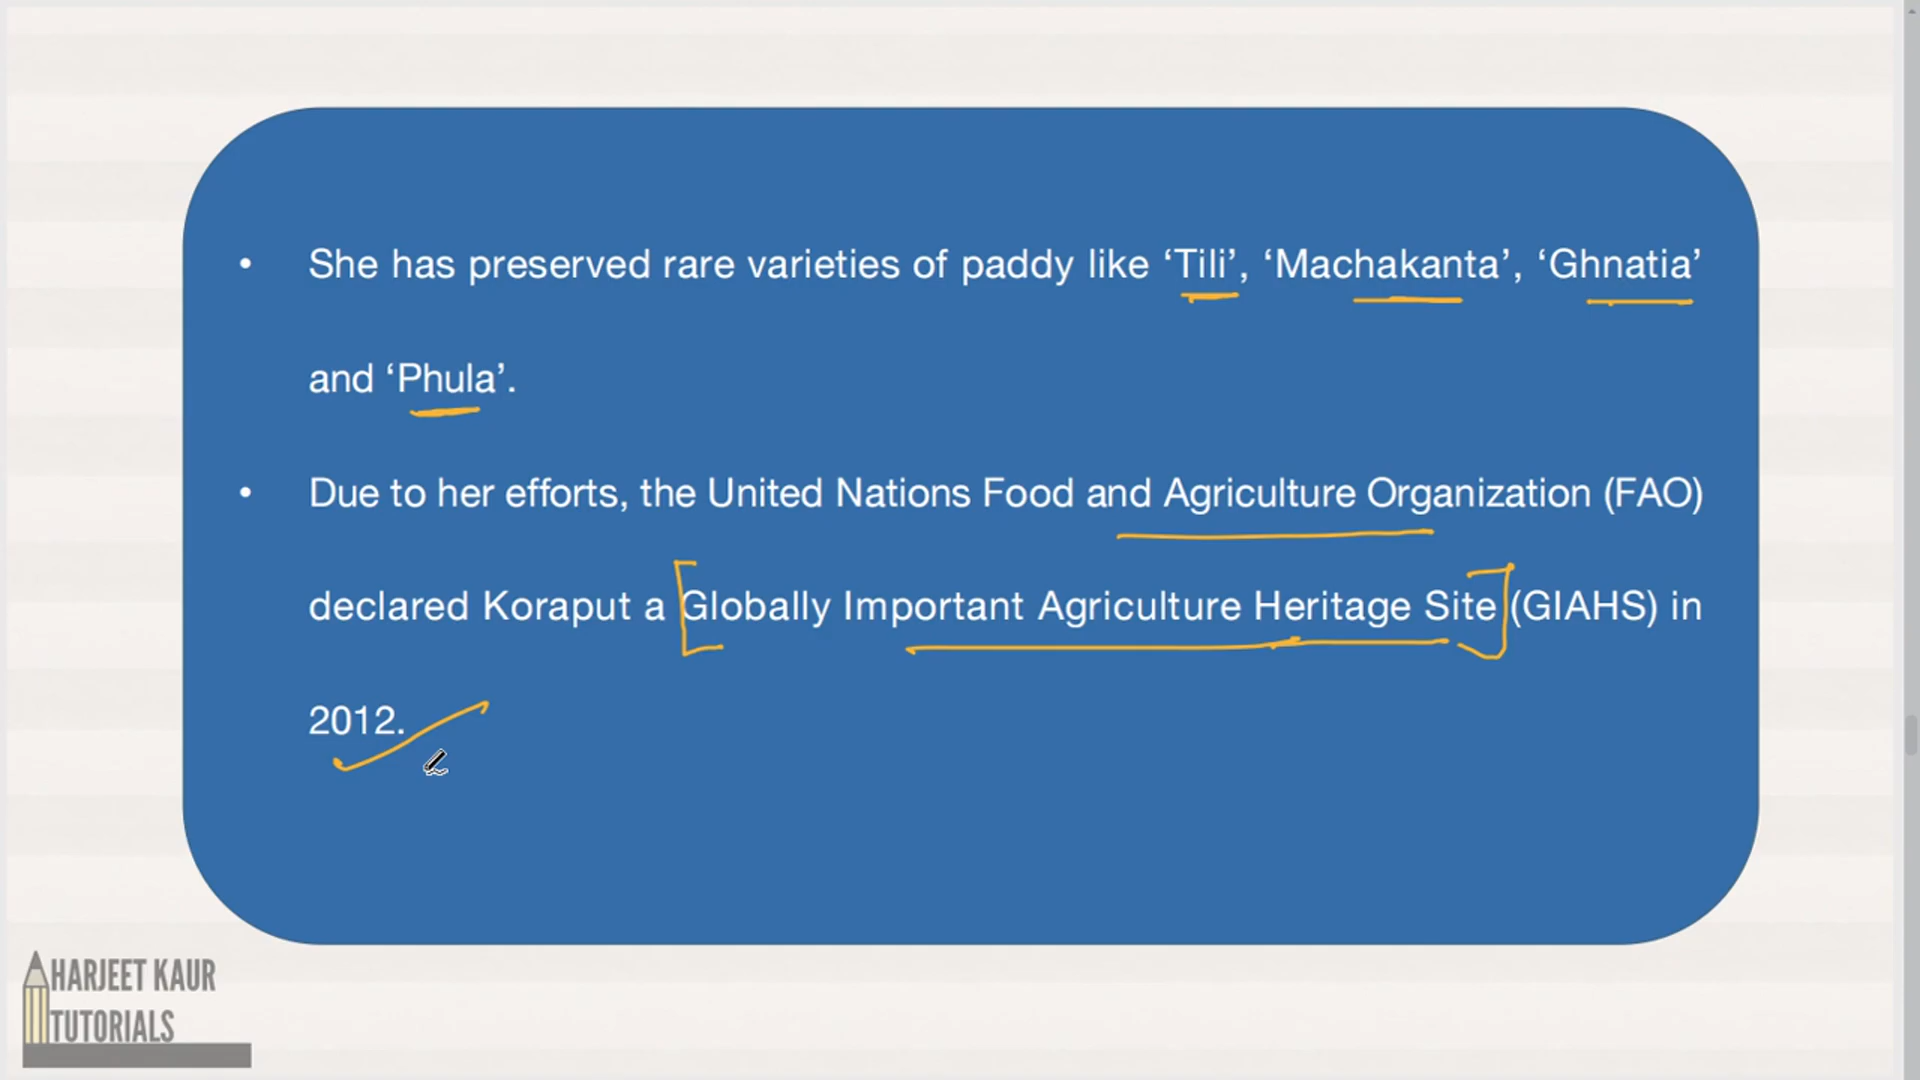 • She has preserved rare varieties of paddy like ‘Tili’, ‘Machakanta’, ‘Ghnatia’
and ‘Phula’.
• Due to her efforts, the United Nations Food and Agriculture Organization (FAO)
declared Koraput a Globally Important Agriculture Heritage Site (GIAHS) in
2012.
HARJEET KAUR
TUTORIALS